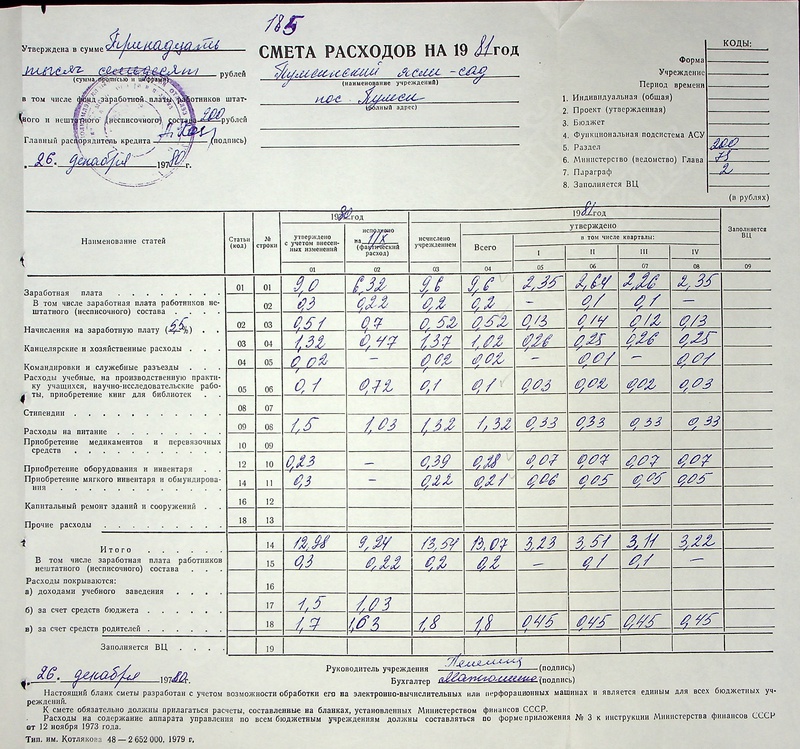 185
Утверждена в сумме Тринадцать
тысяч семьдесят рублей
(сумма прописью и цифрами)
в том числе фонд заработной платы работников штат-
ного и нештатного (несписочного) состава 200 рублей
Главный распорядитель кредита (подпись)
„26„ декабря 1980 г.
СМЕТА РАСХОДОВ НА 1981 год
Пумсинский ясли-сад
(наименование учреждения)
пос. Пумси
(полный адрес)
КОДЫ:
Форма
Учреждение
Период времени
1. Индивидуальная (общая)
2. Проект (утвержденная)
3. Бюджет
4. Функциональная подсистема АСУ
5. Раздел 200
6. Министерство (ведомство) Глава 75
7. Параграф 2
8. Заполняется ВЦ
(в рублях)
Наименование статей Статьи (код) № строки 1980 год 1981 год Заполняется ВЦ
утверждено с учетом внесенных изменений исполнено на 1/X (фактический расход) исчислено учреждением утверждено
Всего в том числе кварталы:
I II III IV
01 02 03 04 05 06 07 08 09
Заработная плата 01 01 9,0 6,32 9,6 9,6 2,35 2,64 2,26 2,35
В том числе заработная плата работников не-
штатного (несписочного) состава 02 0,3 0,22 0,2 0,2 – 0,1 0,1 –
Начисления на заработную плату (5,5%) 02 03 0,51 0,7 0,52 0,52 0,13 0,14 0,12 0,13
Канцелярские и хозяйственные расходы 03 04 1,32 0,47 1,37 1,02 0,26 0,25 0,26 0,25
Командировки и служебные разъезды 04 05 0,02 – 0,02 0,02 – 0,01 – 0,01
Расходы учебные, на производственную практи-
ку учащихся, научно-исследовательские рабо-
ты, приобретение книг для библиотек 05 06 0,1 0,72 0,1 0,1 0,03 0,02 0,02 0,03
Стипендии 08 07
Расходы на питание 09 08 1,5 1,03 1,32 1,32 0,33 0,33 0,33 0,33
Приобретение медикаментов и перевязочных
средств 10 09
Приобретение оборудования и инвентаря 12 10 0,23 – 0,39 0,28 0,07 0,07 0,07 0,07
Приобретение мягкого инвентаря и обмундирова-
ния 14 11 0,3 0,22 0,21 0,06 0,05 0,05 0,05
Капитальный ремонт зданий и сооружений 16 12
Прочие расходы 18 13
Итого 14 12,98 9,24 13,54 13,07 3,23 3,51 3,11 3,22
В том числе заработная плата работников
нештатного (несписочного) состава 15 0,3 0,22 0,2 0,2 – 0,1 0,1 –
Расходы покрываются:
а) доходами учебного заведения 16
б) за счет средств бюджета 17 1,5 1,03
в) за счет средств родителей 18 1,7 1,63 1,8 1,8 0,45 0,45 0,45 0,45
Заполняется ВЦ 19
„26„ декабря 1980 г.
Руководитель учреждения (подпись)
Бухгалтер (подпись)
Настоящий бланк сметы разработан с учетом возможности обработки его на электронно-вычислительных или перфорационных машинах и является единым для всех бюджетных уч-
реждений.
К смете обязательно должны прилагаться расчеты, составленные на бланках, установленных Министерством финансов СССР.
Расходы на содержание аппарата управления по всем бюджетным учреждениям должны составляться по форме приложения № 3 к инструкции Министерства финансов СССР
от 12 ноября 1973 года.
Тип. им. Котлякова 48—2 652 000, 1979 г,